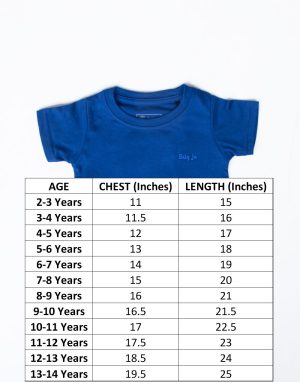 Buy Jo
AGE CHEST (Inches) LENGTH (Inches)
2-3 Years 11 15
3-4 Years 11.5 16
4-5 Years 12 17
5-6 Years 13 18
6-7 Years 14 19
7-8 Years 15 20
8-9 Years 16 21
9-10 Years 16.5 21.5
10-11 Years 17 22.5
11-12 Years 17.5 23
12-13 Years 18.5 24
13-14 Years 19.5 25